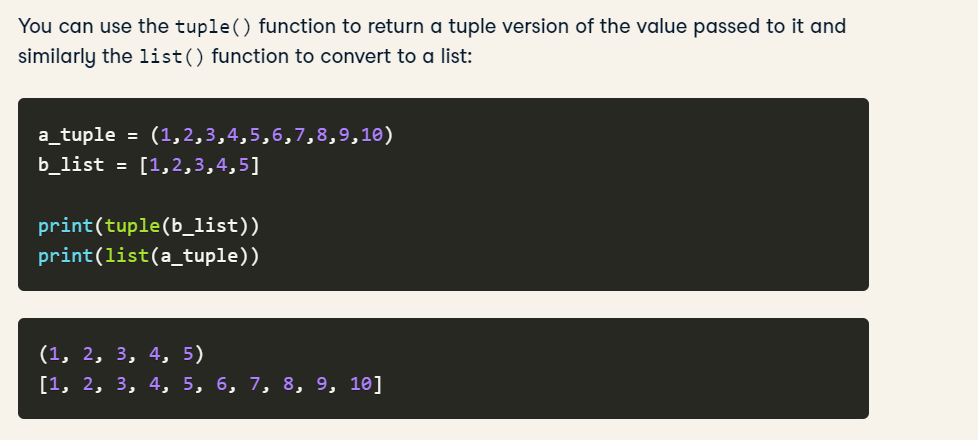 You can use the tuple() function to return a tuple version of the value passed to it and
similarly the list() function to convert to a list:
a_tuple = (1,2,3,4,5,6,7,8,9,10)
b_list = [1,2,3,4,5]
print(tuple(b_list))
print(list(a_tuple))
(1, 2, 3, 4, 5)
[1, 2, 3, 4, 5, 6, 7, 8, 9, 10]